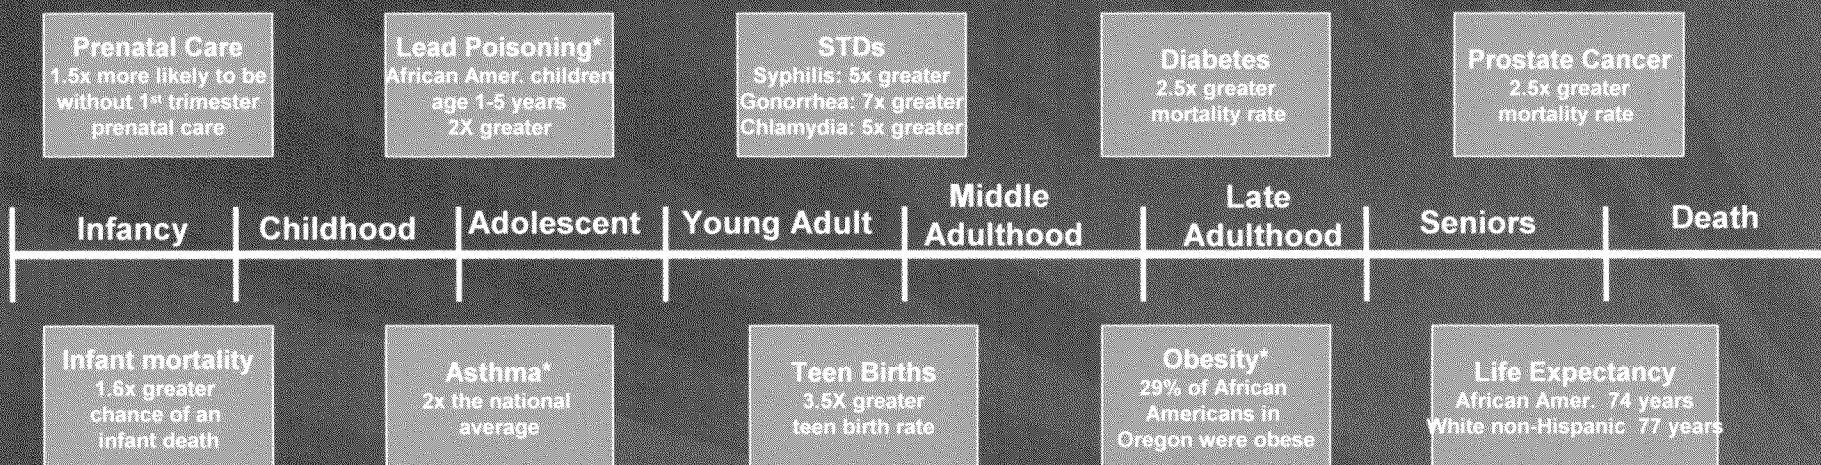 Prenatal Care
1.5x more likely to be
without 1st trimester
prenatal care
Lead Poisoning*
African Amer. children
age 1-5 years
2X greater
STDs
Syphilis: 5x greater
Gonorrhea: 7x greater
Chlamydia: 5x greater
Diabetes
2.5x greater
mortality rate
Prostate Cancer
2.5x greater
mortality rate
Infancy
Childhood
Adolescent
Young Adult
Middle
Adulthood
Late
Adulthood
Seniors
Death
Infant mortality
1.6x greater
chance of an
infant death
Asthma*
2x the national
average
Teen Births
3.5X greater
teen birth rate
Obesity*
29% of African
Americans in
Oregon were obese
Life Expectancy
African Amer. 74 years
White non-Hispanic 77 years